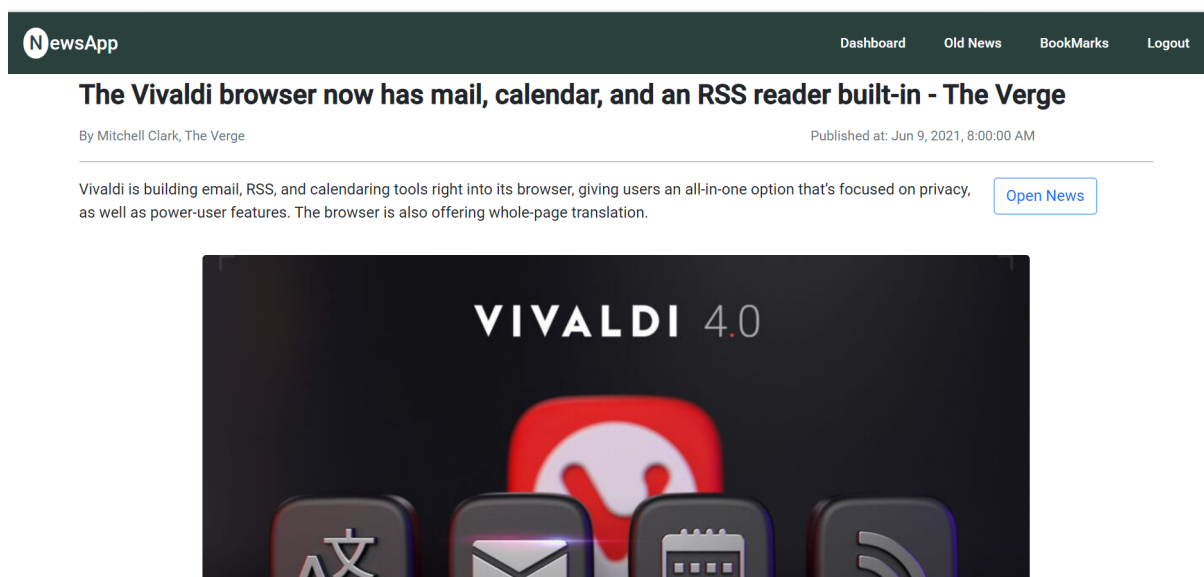 NewsApp Dashboard Old News BookMarks Logout
The Vivaldi browser now has mail, calendar, and an RSS reader built-in - The Verge
By Mitchell Clark, The Verge Published at: Jun 9, 2021, 8:00:00 AM
Vivaldi is building email, RSS, and calendaring tools right into its browser, giving users an all-in-one option that’s focused on privacy,
as well as power-user features. The browser is also offering whole-page translation.
Open News
VIVALDI 4.0
A文